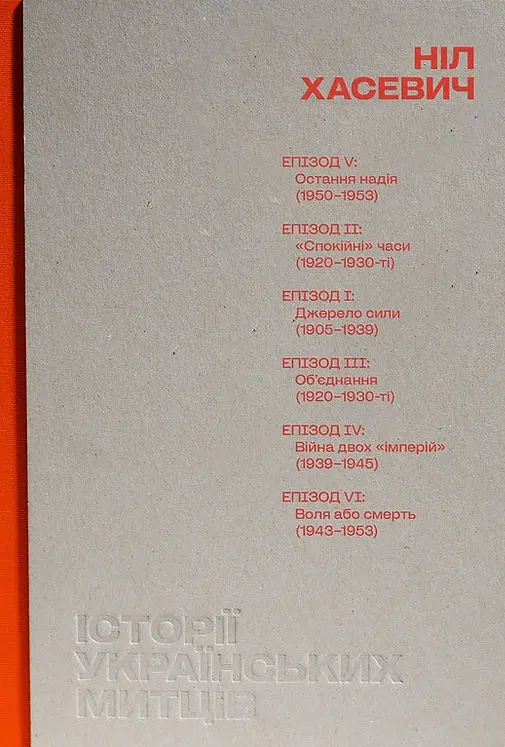 НІЛ
ХАСЕВИЧ
ЕПІЗОД V:
Остання надія
(1950–1953)
ЕПІЗОД II:
«Спокійні» часи
(1920–1930-ті)
ЕПІЗОД I:
Джерело сили
(1905–1939)
ЕПІЗОД III:
Об’єднання
(1920–1930-ті)
ЕПІЗОД IV:
Війна двох «імперій»
(1939–1945)
ЕПІЗОД VI:
Воля або смерть
(1943–1953)
ІСТОРІЇ
УКРАЇНСЬКИХ
МИТЦІВ